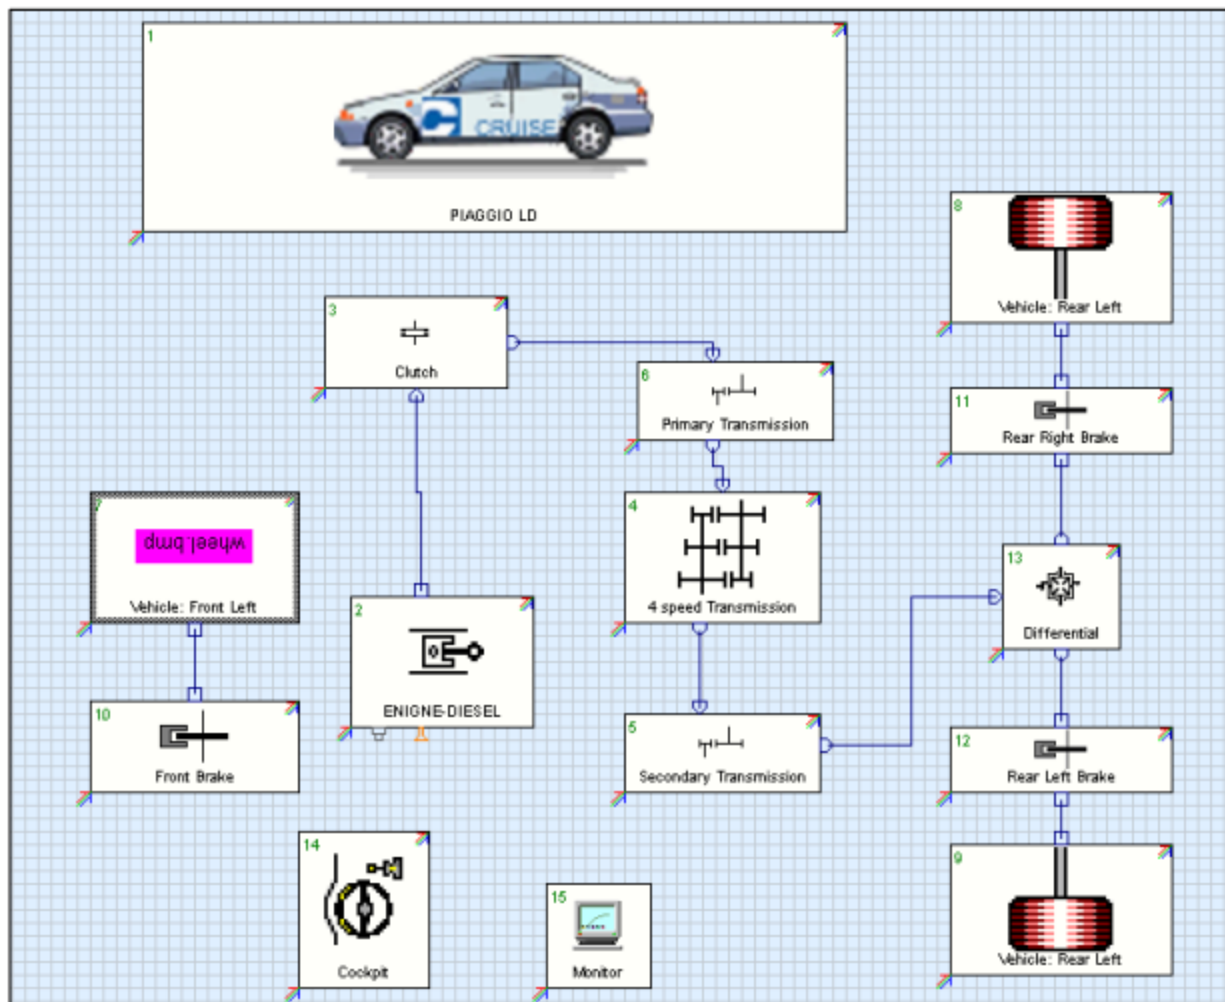 1
CRUISE
PIAGGIO LD
8
Vehicle: Rear Left
3
Clutch
6
Primary Transmission
11
Rear Right Brake
7
wheel.bmp
Vehicle: Front Left
4
4 speed Transmission
13
Differential
2
ENIGNE-DIESEL
10
Front Brake
5
Secondary Transmission
12
Rear Left Brake
14
Cockpit
15
Monitor
9
Vehicle: Rear Left